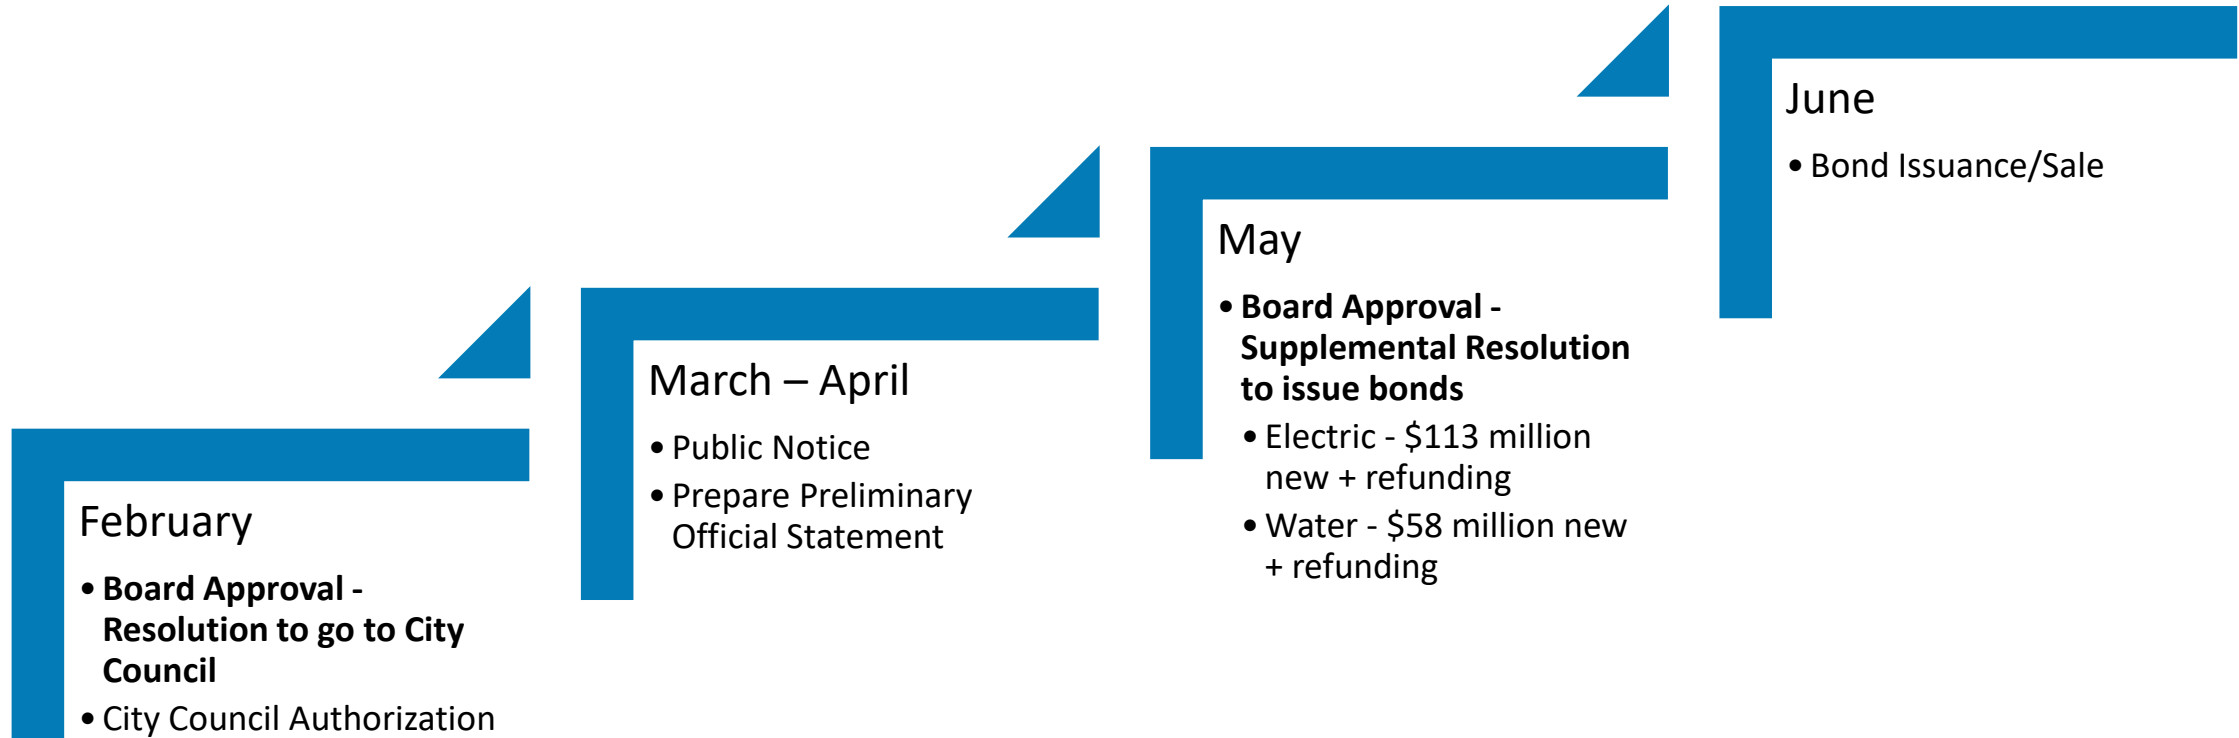 February
• Board Approval -
Resolution to go to City
Council
• City Council Authorization
March – April
• Public Notice
• Prepare Preliminary
Official Statement
May
• Board Approval -
Supplemental Resolution
to issue bonds
• Electric - $113 million
new + refunding
• Water - $58 million new
+ refunding
June
• Bond Issuance/Sale